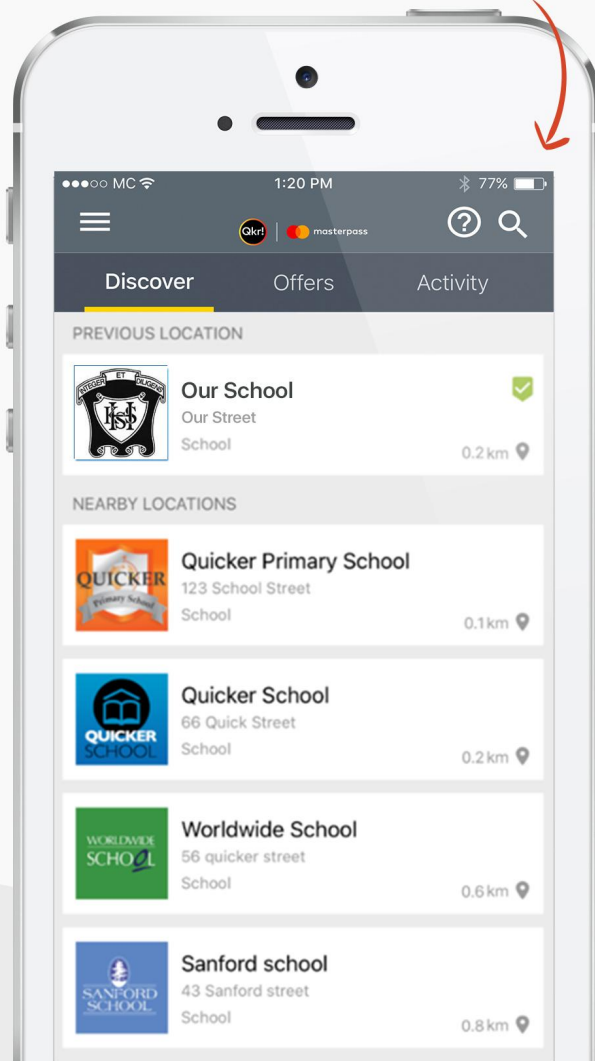 ●●●○○ MC 1:20 PM 77%
Qkr! | masterpass
Discover Offers Activity
PREVIOUS LOCATION
INTEGER ET DILIGENS
Our School
Our Street
School
0.2 km
NEARBY LOCATIONS
QUICKER
Primary School
Quicker Primary School
123 School Street
School
0.1 km
QUICKER
SCHOOL
Quicker School
66 Quick Street
School
0.2 km
WORLDWIDE
SCHOOL
Worldwide School
56 quicker street
School
0.6 km
SANFORD
SCHOOL
Sanford school
43 Sanford street
School
0.8 km